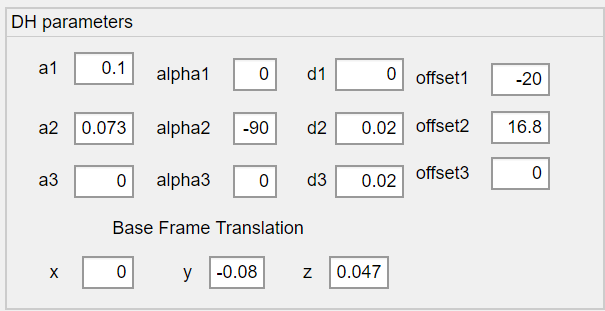 DH parameters
a1 0.1 alpha1 0 d1 0 offset1 -20
a2 0.073 alpha2 -90 d2 0.02 offset2 16.8
a3 0 alpha3 0 d3 0.02 offset3 0
Base Frame Translation
x 0 y -0.08 z 0.047